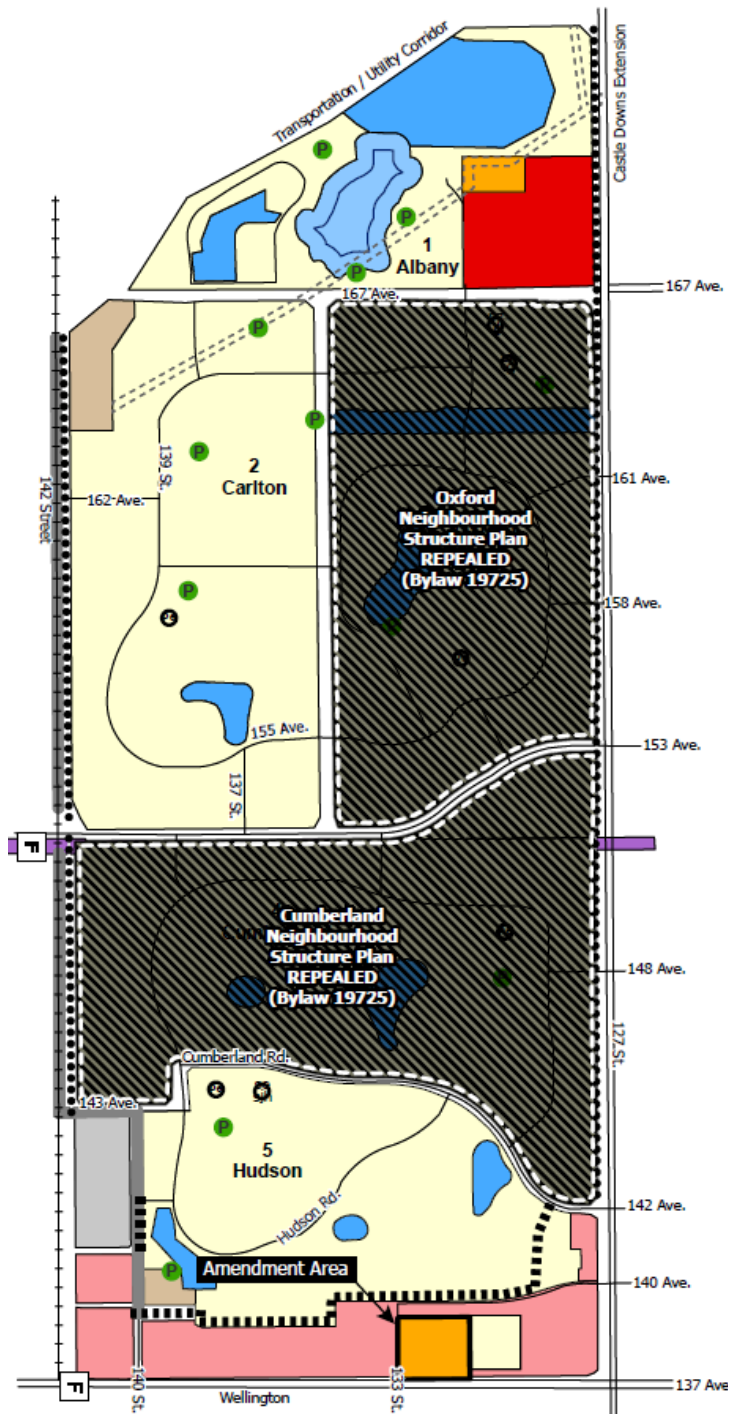 Transportation / Utility Corridor
Castle Downs Extension
P
P
1
Albany
P
167 Ave.
167 Ave.
P
P
2
Carlton
139 St.
P
161 Ave.
162 Ave.
142 Street
Oxford
Neighbourhood
Structure Plan
REPEALED
(Bylaw 19725)
P
158 Ave.
155 Ave.
153 Ave.
137 St.
F
Cumberland
Neighbourhood
Structure Plan
REPEALED
(Bylaw 19725)
148 Ave.
127 St.
Cumberland Rd.
143 Ave.
P
5
Hudson
Hudson Rd.
142 Ave.
P
Amendment Area
140 Ave.
F
140 St.
Wellington
133 St.
137 Ave